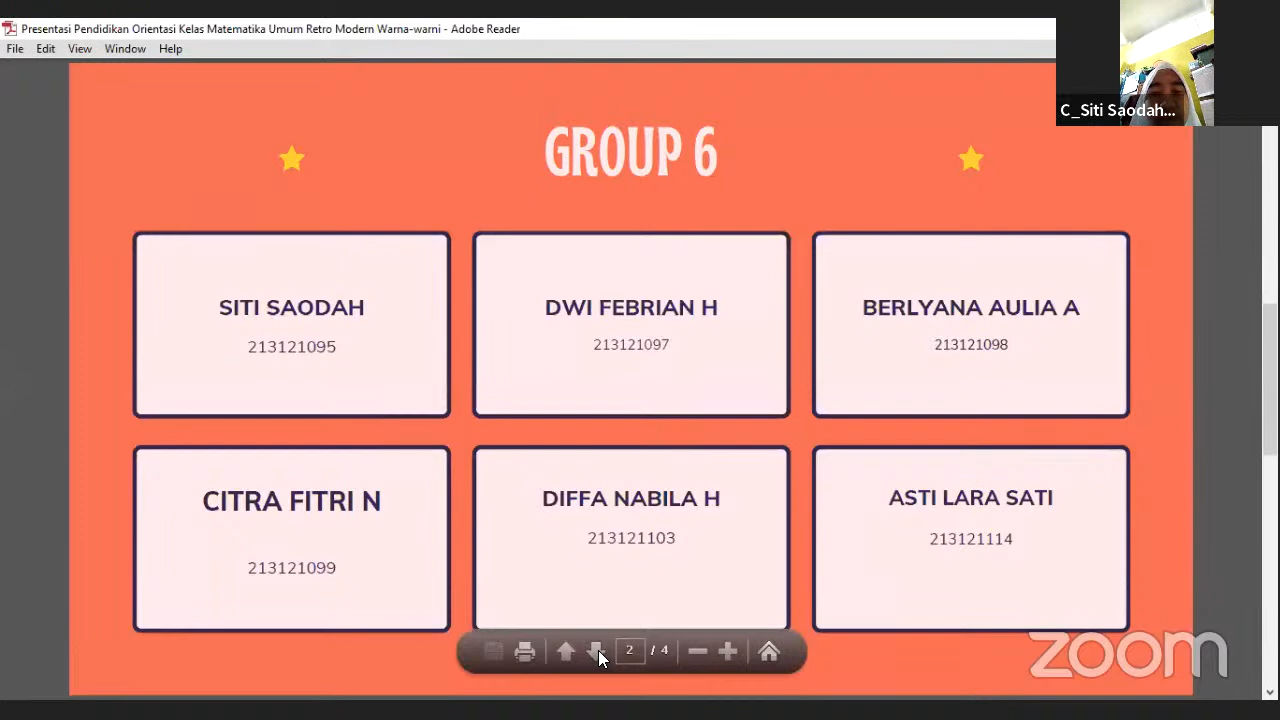 Presentasi Pendidikan Orientasi Kelas Matematika Umum Retro Modern Warna-warni - Adobe Reader
File Edit View Window Help
C_Siti Saodah...
GROUP 6
SITI SAODAH
213121095
DWI FEBRIAN H
213121097
BERLYANA AULIA A
213121098
CITRA FITRI N
213121099
DIFFA NABILA H
213121103
ASTI LARA SATI
213121114
2 / 4
zoom